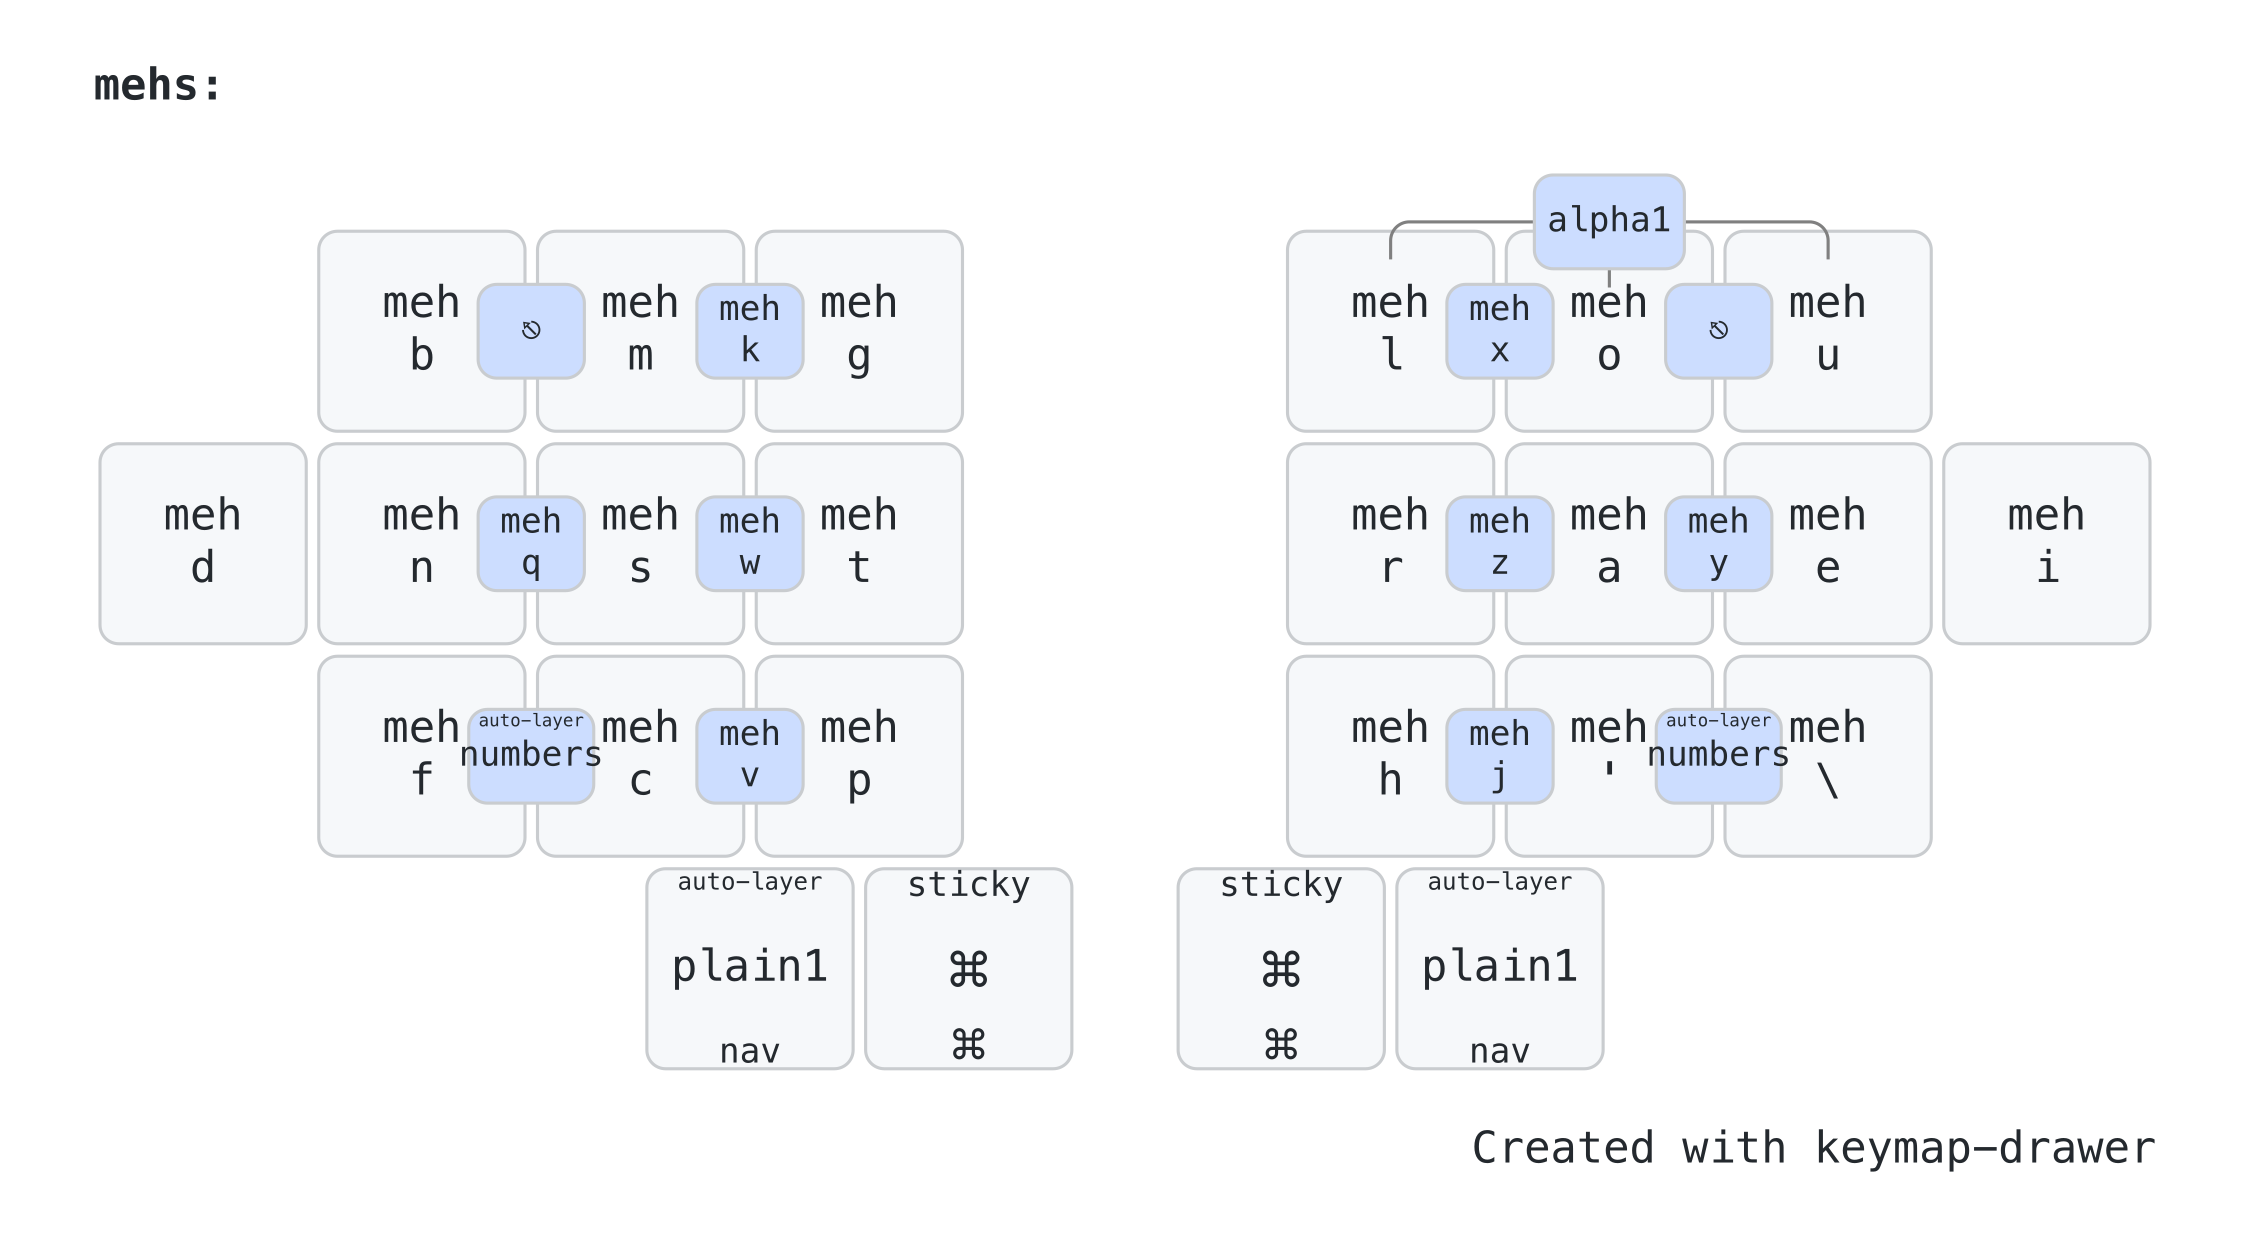 mehs:
alpha1
meh b
⎋
meh m
meh k
meh g
meh l
meh x
meh o
⎋
meh u
meh d
meh n
meh q
meh s
meh w
meh t
meh r
meh z
meh a
meh y
meh e
meh i
meh f
auto-layer
numbers
meh c
meh v
meh p
meh h
meh j
meh '
auto-layer
numbers
meh \
auto-layer
plain1
nav
sticky
⌘
⌘
sticky
⌘
⌘
auto-layer
plain1
nav
Created with keymap-drawer